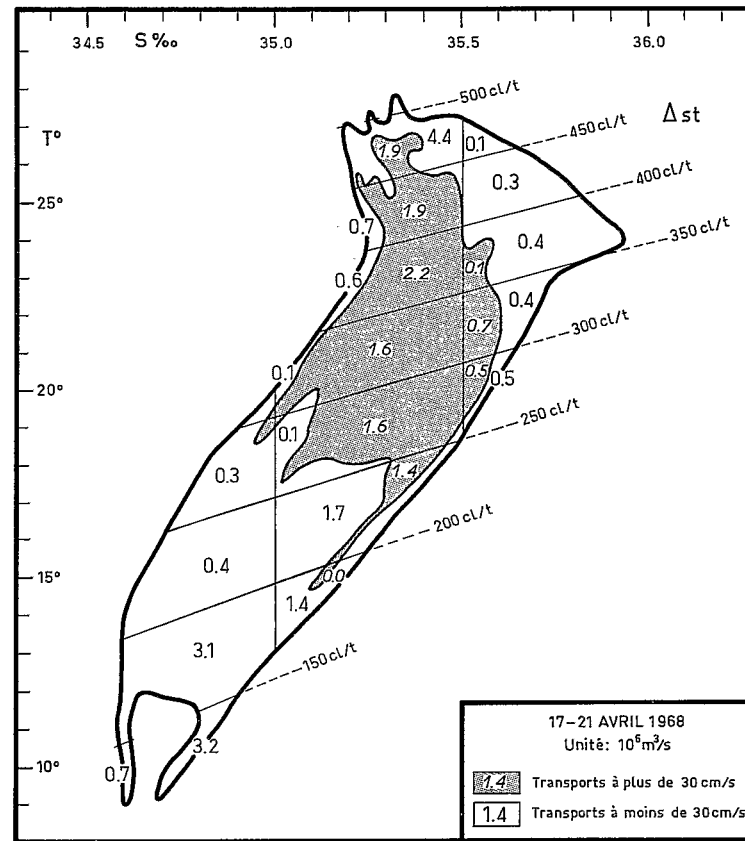 34.5 S‰ 35.0 35.5 36.0
T°
500 cl/t
Δst
450 cl/t
4.4 0.1
1.9
400 cl/t
0.3
25°
1.9
0.7
350 cl/t
0.4
0.1
2.2
0.6
0.4
300 cl/t
0.7
1.6
0.1
0.5
0.5
20°
250 cl/t
1.6
0.1
0.3
1.4
1.7
200 cl/t
0.4
15°
0.0
1.4
3.1
150 cl/t
3.2
10°
0.7
17–21 AVRIL 1968
Unité: 10⁶m³/s
1.4 Transports à plus de 30 cm/s
1.4 Transports à moins de 30 cm/s